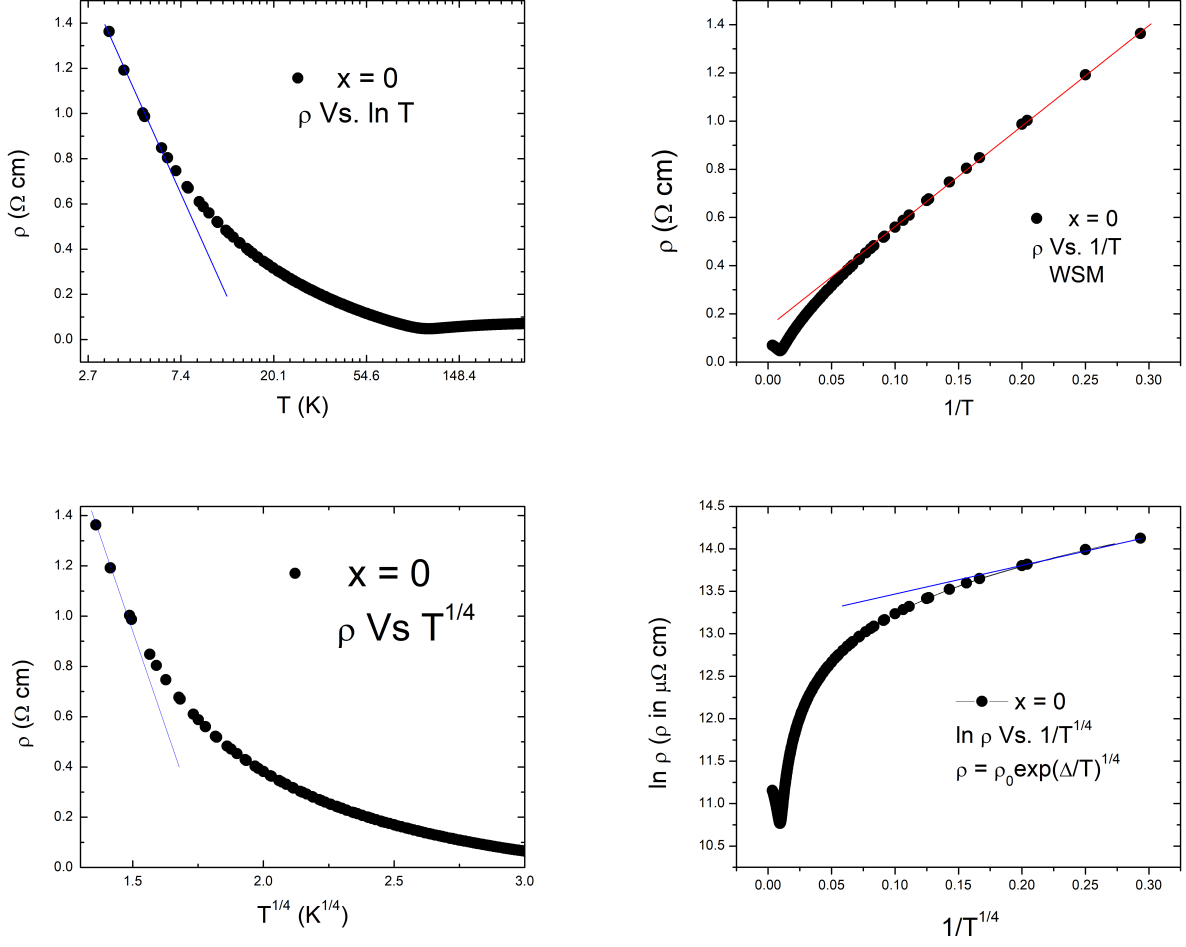 1.4
1.2
1.0
0.8
0.6
0.4
0.2
0.0
ρ (Ω cm)
x = 0
ρ Vs. ln T
2.7 7.4 20.1 54.6 148.4
T (K)
1.4
1.2
1.0
0.8
0.6
0.4
0.2
0.0
ρ (Ω cm)
x = 0
ρ Vs. 1/T
WSM
0.00 0.05 0.10 0.15 0.20 0.25 0.30
1/T
1.4
1.2
1.0
0.8
0.6
0.4
0.2
0.0
ρ (Ω cm)
x = 0
ρ Vs T^1/4
1.5 2.0 2.5 3.0
T^1/4 (K^1/4)
14.5
14.0
13.5
13.0
12.5
12.0
11.5
11.0
10.5
ln ρ (ρ in μΩ cm)
x = 0
ln ρ Vs. 1/T^1/4
ρ = ρ₀exp(Δ/T)^1/4
0.00 0.05 0.10 0.15 0.20 0.25 0.30
1/T^1/4